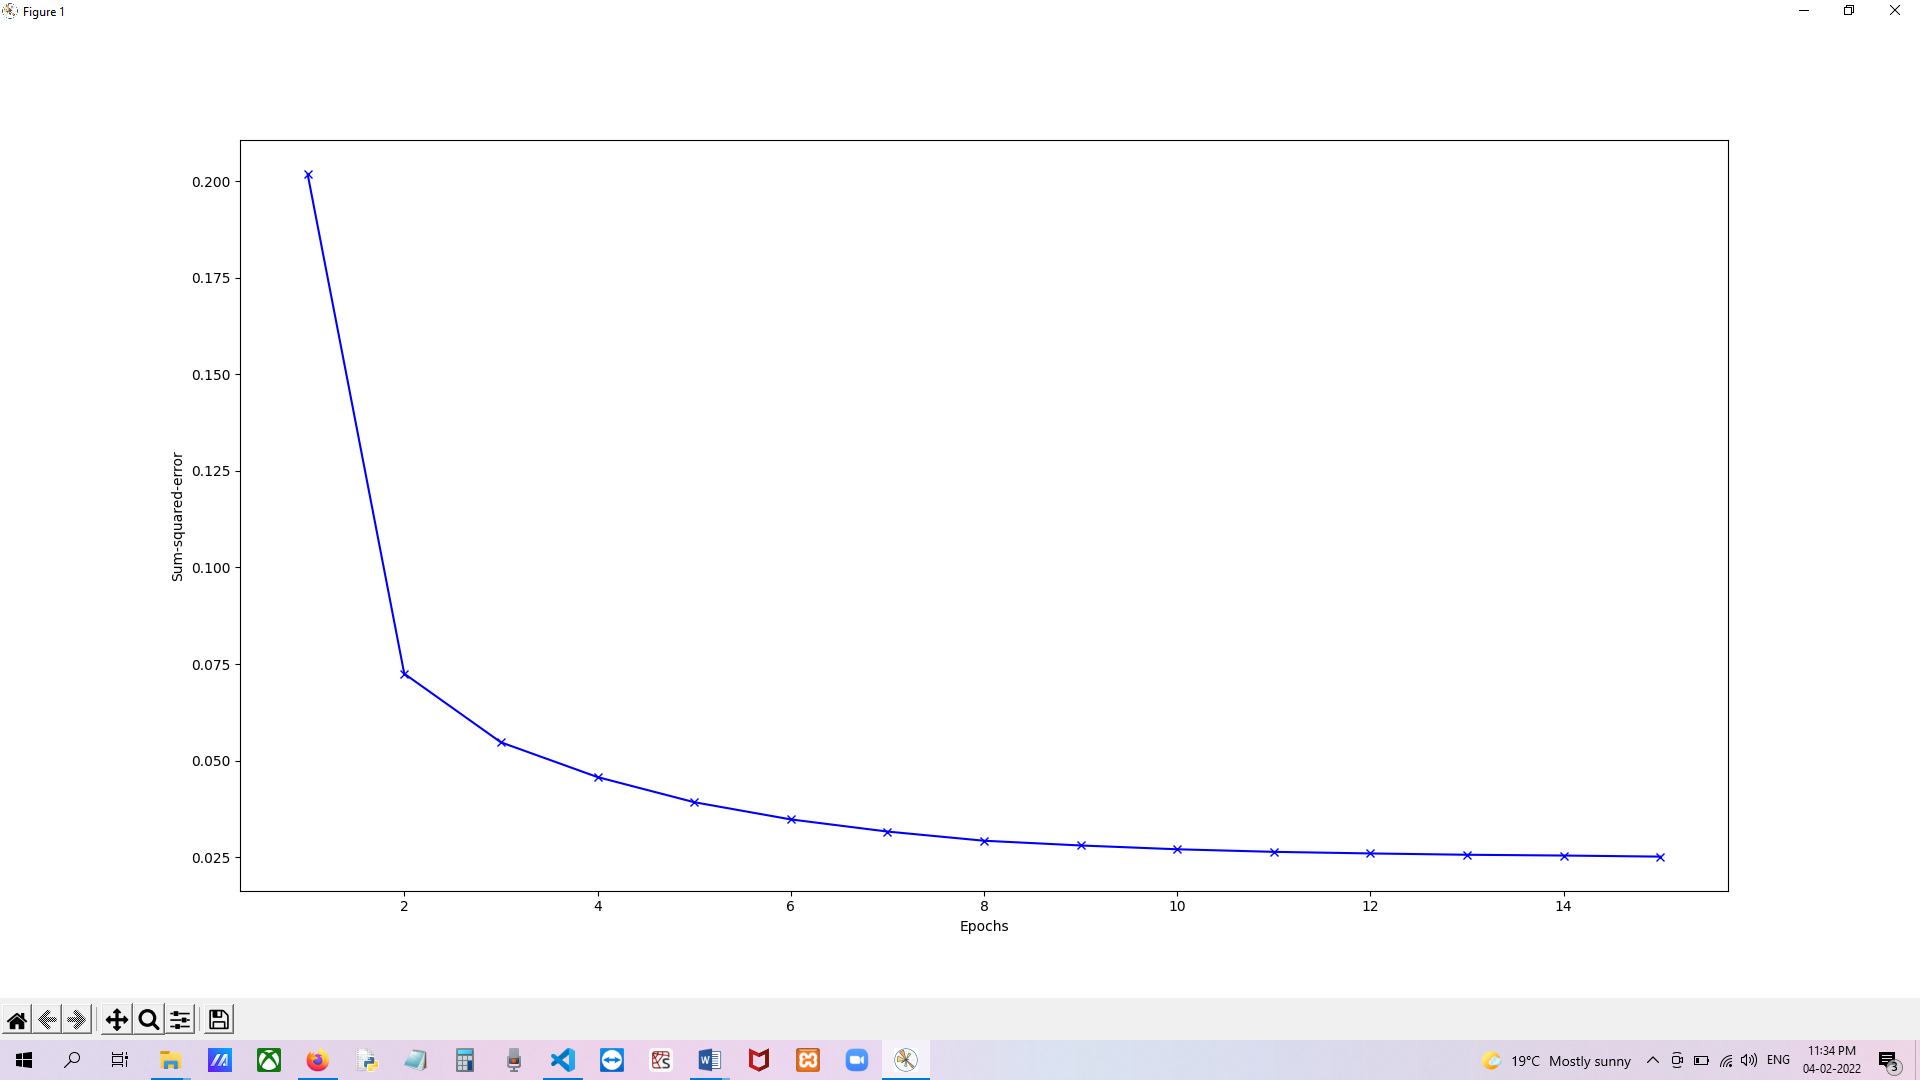 Figure 1
0.200
0.175
0.150
0.125
0.100
0.075
0.050
0.025
Sum-squared-error
2 4 6 8 10 12 14
Epochs
19°C Mostly sunny
ENG
11:34 PM
04-02-2022
3